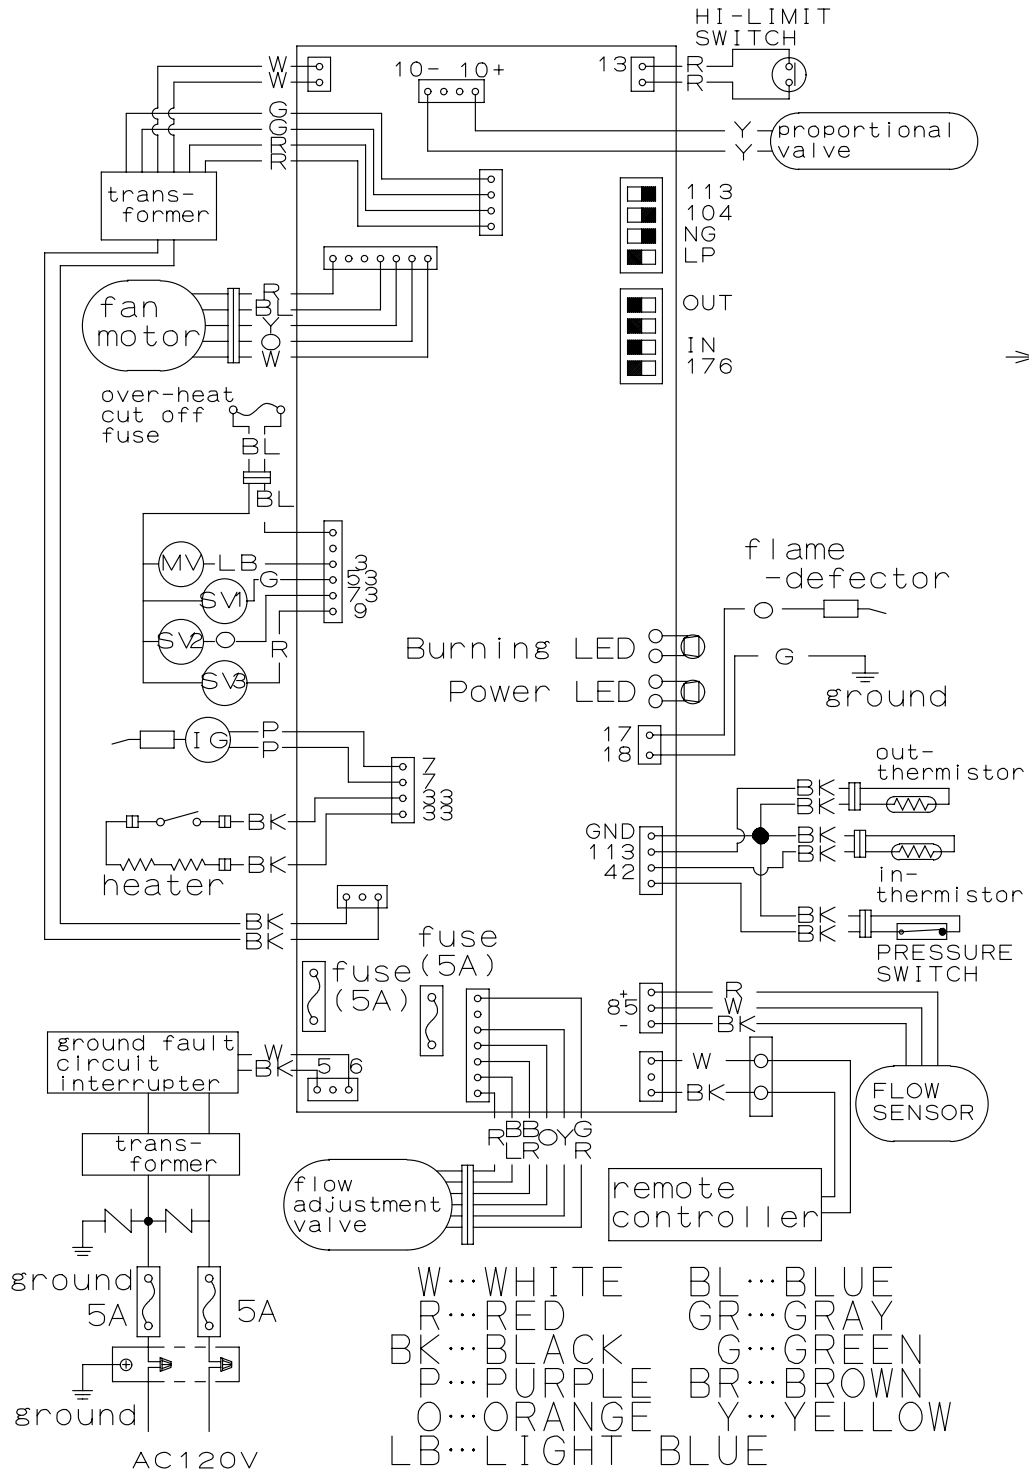 HI-LIMIT
SWITCH
W
W
10- 10+
13
R
R
G
G
R
R
Y
Y
proportional
valve
trans-
former
113
104
NG
LP
fan
motor
R
BL
Y
O
W
OUT
IN
176
over-heat
cut off
fuse
BL
BL
MV
LB
3
G
53
SV1
73
9
SV2
O
R
SV3
flame
-defector
O
G
ground
Burning LED
Power LED
17
18
IG
P
P
7
7
33
33
BK
BK
heater
out-
thermistor
BK
BK
GND
113
42
BK
BK
in-
thermistor
BK
BK
PRESSURE
SWITCH
BK
BK
fuse
(5A)
fuse
(5A)
+
85
-
R
W
BK
ground fault
circuit
interrupter
W
BK
5 6
W
BK
FLOW
SENSOR
trans-
former
R
BL
BR
O
Y
GR
flow
adjustment
valve
remote
controller
ground
5A
5A
ground
AC120V
W···WHITE BL···BLUE
R···RED GR···GRAY
BK···BLACK G···GREEN
P···PURPLE BR···BROWN
O···ORANGE Y···YELLOW
LB···LIGHT BLUE